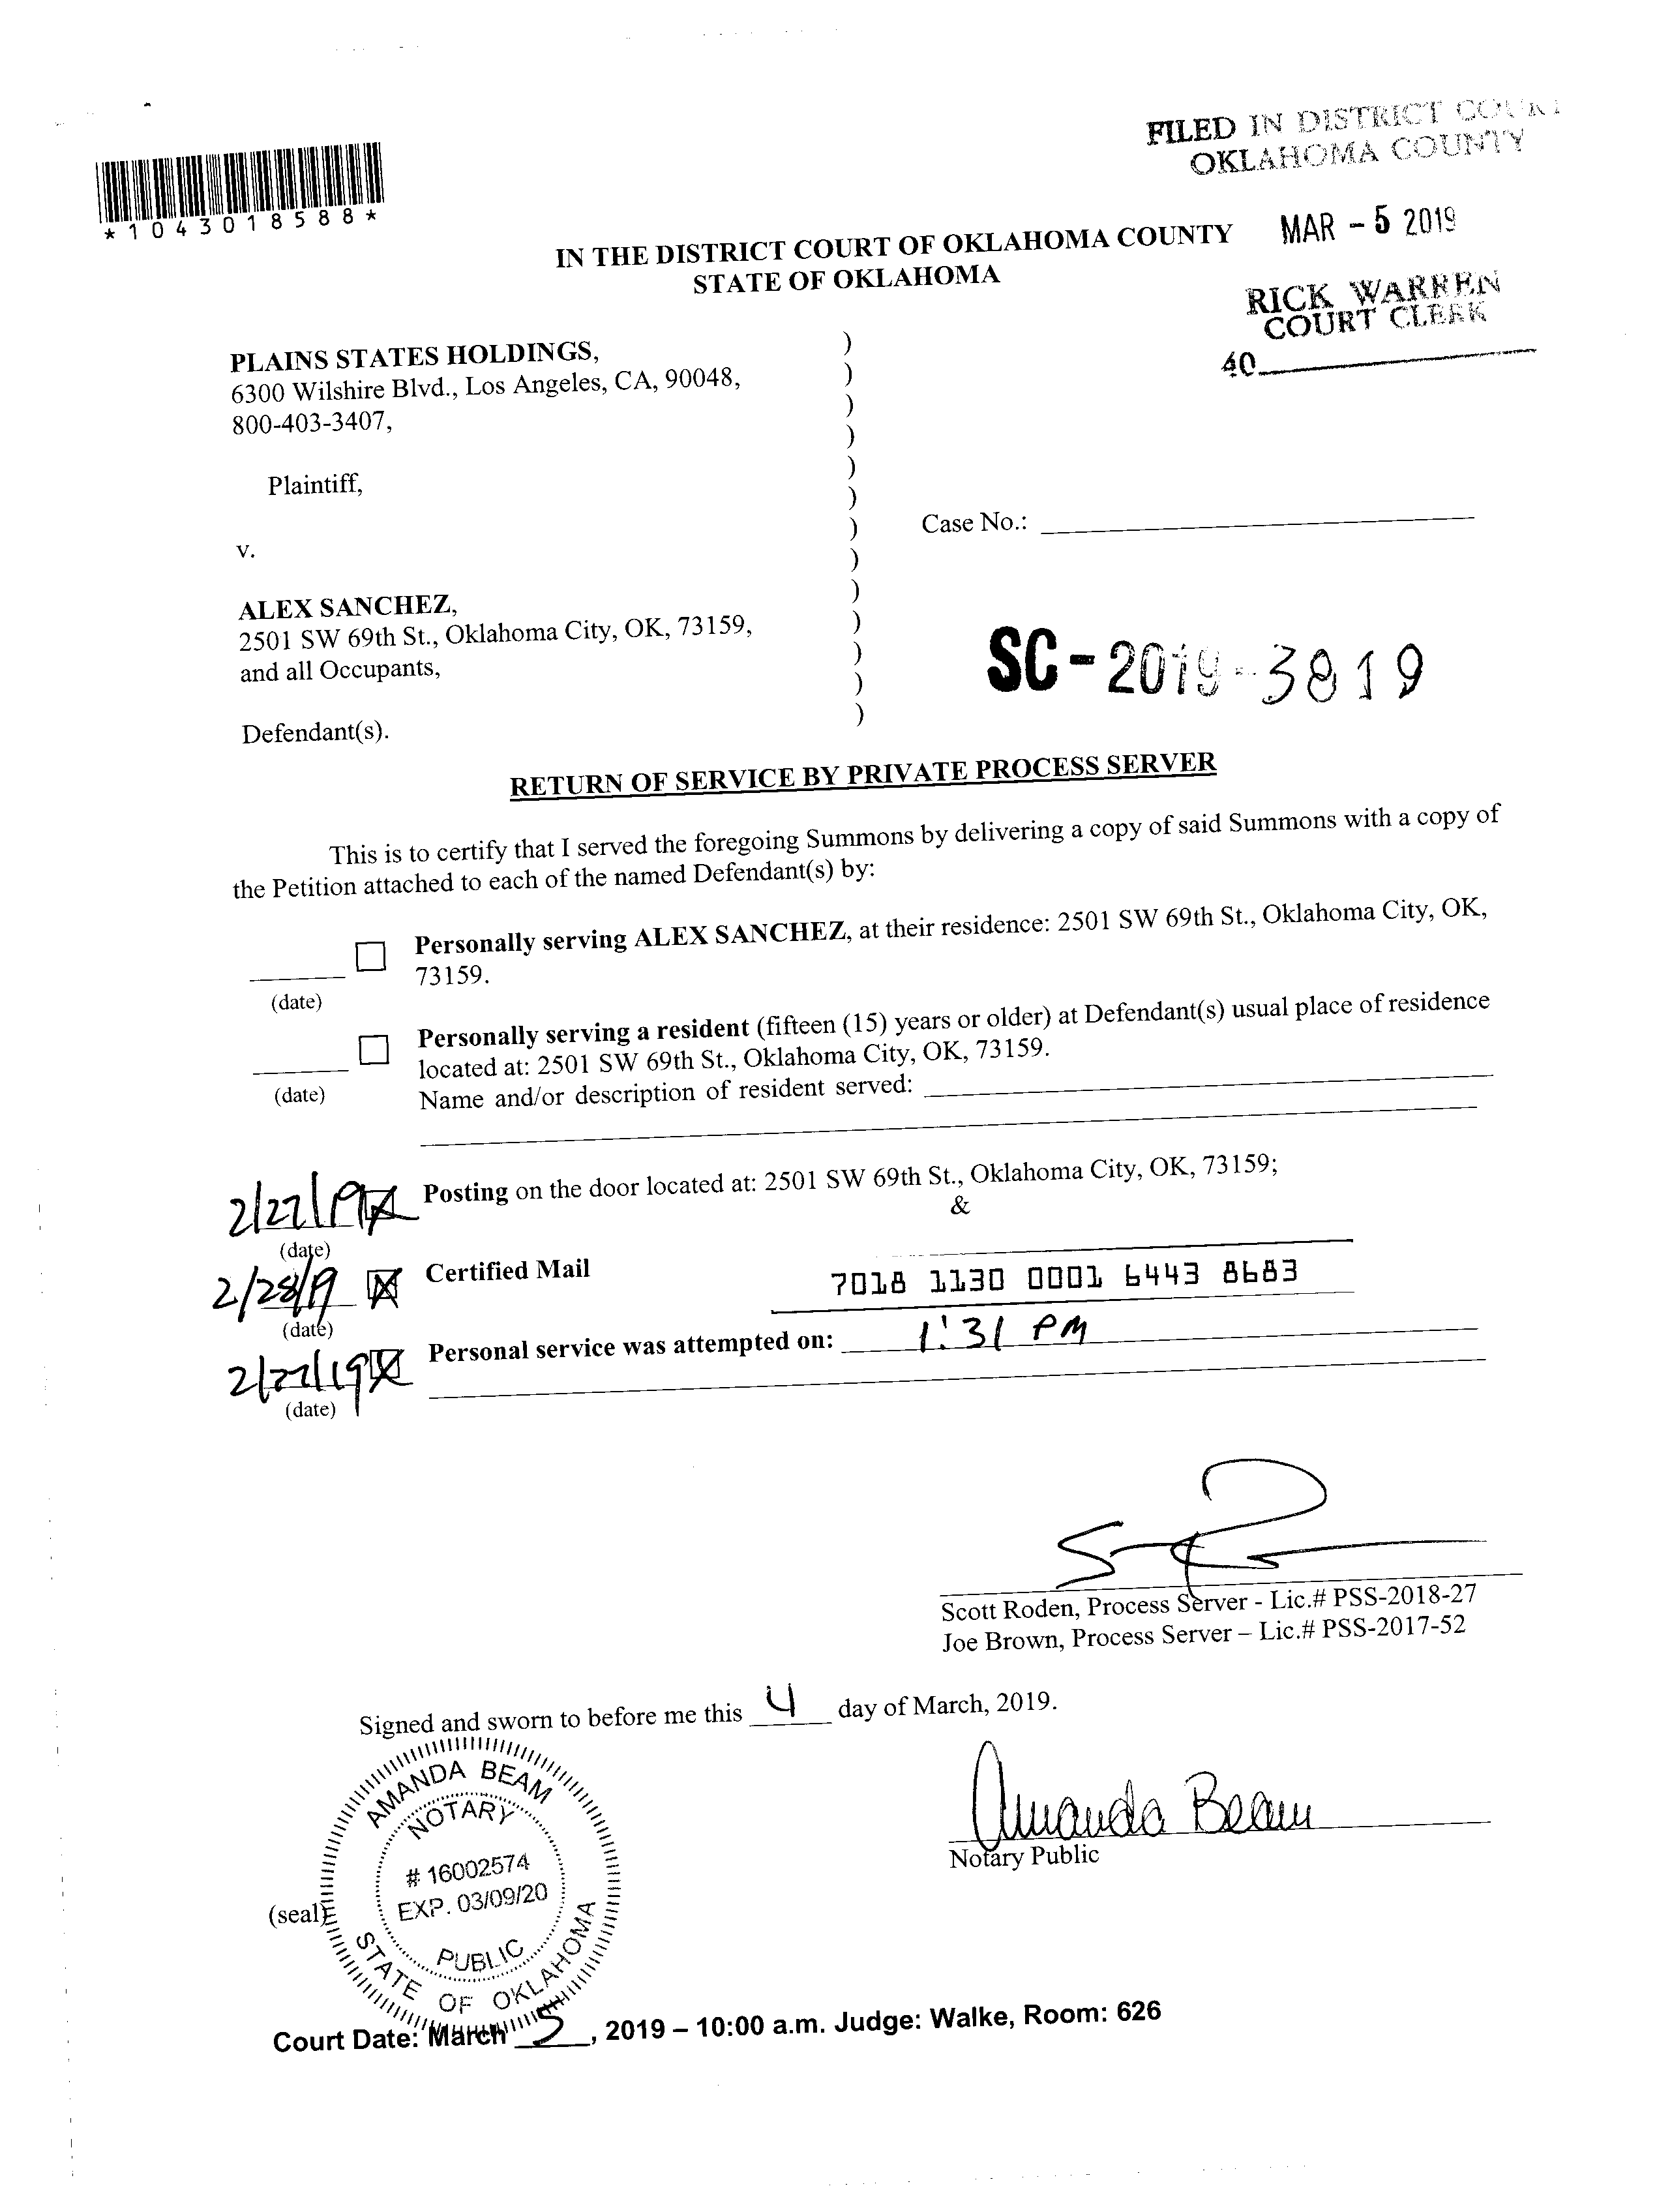 FILED IN DISTRICT COURT
OKLAHOMA COUNTY
*1043018588*
MAR - 5 2019
IN THE DISTRICT COURT OF OKLAHOMA COUNTY
STATE OF OKLAHOMA
RICK WARREN
COURT CLERK
40
PLAINS STATES HOLDINGS, )
6300 Wilshire Blvd., Los Angeles, CA, 90048, )
800-403-3407, )
)
Plaintiff, )
)
Case No.: )
v. )
)
ALEX SANCHEZ, )
2501 SW 69th St., Oklahoma City, OK, 73159, )
and all Occupants, )
SC-2019-3819
)
Defendant(s). )
RETURN OF SERVICE BY PRIVATE PROCESS SERVER
This is to certify that I served the foregoing Summons by delivering a copy of said Summons with a copy of
the Petition attached to each of the named Defendant(s) by:
Personally serving ALEX SANCHEZ, at their residence: 2501 SW 69th St., Oklahoma City, OK,
73159.
(date)
Personally serving a resident (fifteen (15) years or older) at Defendant(s) usual place of residence
located at: 2501 SW 69th St., Oklahoma City, OK, 73159.
(date)
Name and/or description of resident served:
2/27/19 Posting on the door located at: 2501 SW 69th St., Oklahoma City, OK, 73159;
&
(date)
2/28/19 Certified Mail 7018 1130 0001 6443 8683
(date)
2/27/19 Personal service was attempted on: 1:31 PM
(date)
Scott Roden, Process Server - Lic.# PSS-2018-27
Joe Brown, Process Server – Lic.# PSS-2017-52
Signed and sworn to before me this 4 day of March, 2019.
AMANDA BEAM
NOTARY
# 16002574
EXP. 03/09/20
PUBLIC
STATE OF OKLAHOMA
Amanda Beam
Notary Public
(seal)
Court Date: March 5, 2019 – 10:00 a.m. Judge: Walke, Room: 626